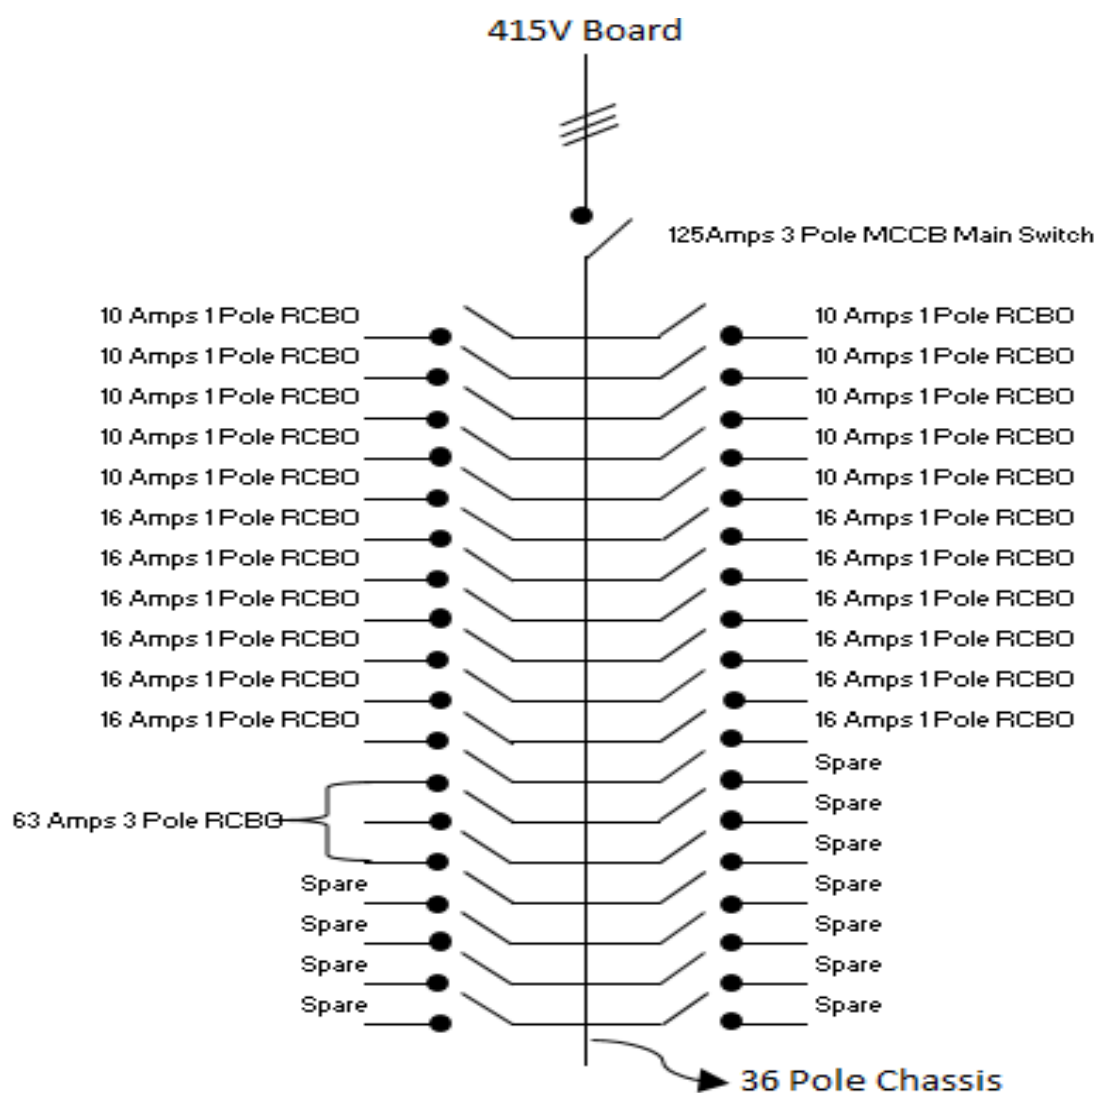 415V Board
125Amps 3 Pole MCCB Main Switch
10 Amps 1 Pole RCBO 10 Amps 1 Pole RCBO
10 Amps 1 Pole RCBO 10 Amps 1 Pole RCBO
10 Amps 1 Pole RCBO 10 Amps 1 Pole RCBO
10 Amps 1 Pole RCBO 10 Amps 1 Pole RCBO
10 Amps 1 Pole RCBO 10 Amps 1 Pole RCBO
16 Amps 1 Pole RCBO 16 Amps 1 Pole RCBO
16 Amps 1 Pole RCBO 16 Amps 1 Pole RCBO
16 Amps 1 Pole RCBO 16 Amps 1 Pole RCBO
16 Amps 1 Pole RCBO 16 Amps 1 Pole RCBO
16 Amps 1 Pole RCBO 16 Amps 1 Pole RCBO
16 Amps 1 Pole RCBO 16 Amps 1 Pole RCBO
Spare
Spare
63 Amps 3 Pole RCBO
Spare
Spare Spare
Spare Spare
Spare Spare
Spare Spare
36 Pole Chassis